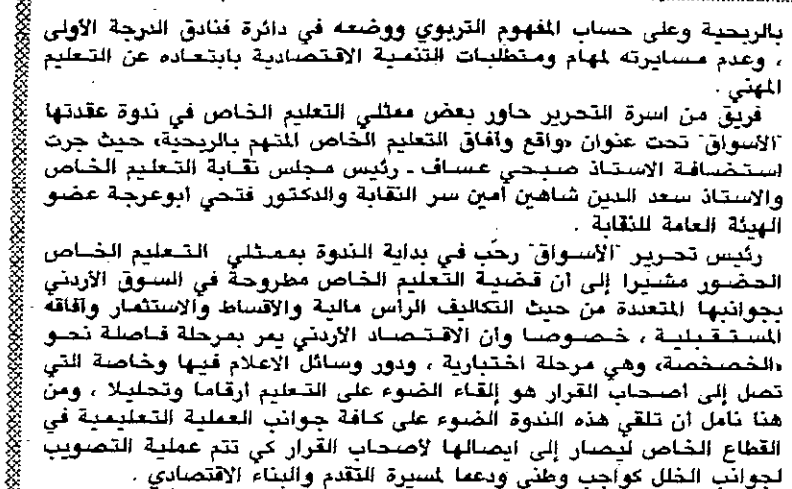 بالربحية وعلى حساب المفهوم التربوي ووضعه في دائرة فنادق الدرجة الأولى
، وعدم مسايرته لمهام ومتطلبات التنمية الاقتصادية بابتعاده عن التعليم
المهني .
فريق من اسرة التحرير حاور بعض ممثلي التعليم الخاص في ندوة عقدتها
"الأسواق" تحت عنوان «واقع وأفاق التعليم الخاص المتهم بالربحية» حيث جرت
استضافة الاستاذ صبحي عساف - رئيس مجلس نقابة التعليم الخاص
والاستاذ سعد الدين شاهين أمين سر النقابة والدكتور فتحي ابوعرجة عضو
الهيئة العامة للنقابة .
رئيس تحرير "الأسواق" رحّب في بداية الندوة بممثلي التعليم الخاص
الحضور مشيرا إلى أن قضية التعليم الخاص مطروحة في السوق الأردني
بجوانبها المتعددة من حيث التكاليف الرأس مالية والاقساط والاستثمار وآفاقه
المستقبلية ، خصوصا وأن الاقتصاد الأردني يمر بمرحلة فاصلة نحو
«الخصخصة» وهي مرحلة اختبارية ، ودور وسائل الاعلام فيها وخاصة التي
تصل إلى أصحاب القرار هو إلقاء الضوء على التعليم أرقاما وتحليلا ، ومن
هنا نأمل أن تلقي هذه الندوة الضوء على كافة جوانب العملية التعليمية في
القطاع الخاص ليصار إلى ايصالها لأصحاب القرار كي تتم عملية التصويب
لجوانب الخلل كواجب وطني ودعما لمسيرة التقدم والبناء الاقتصادي .